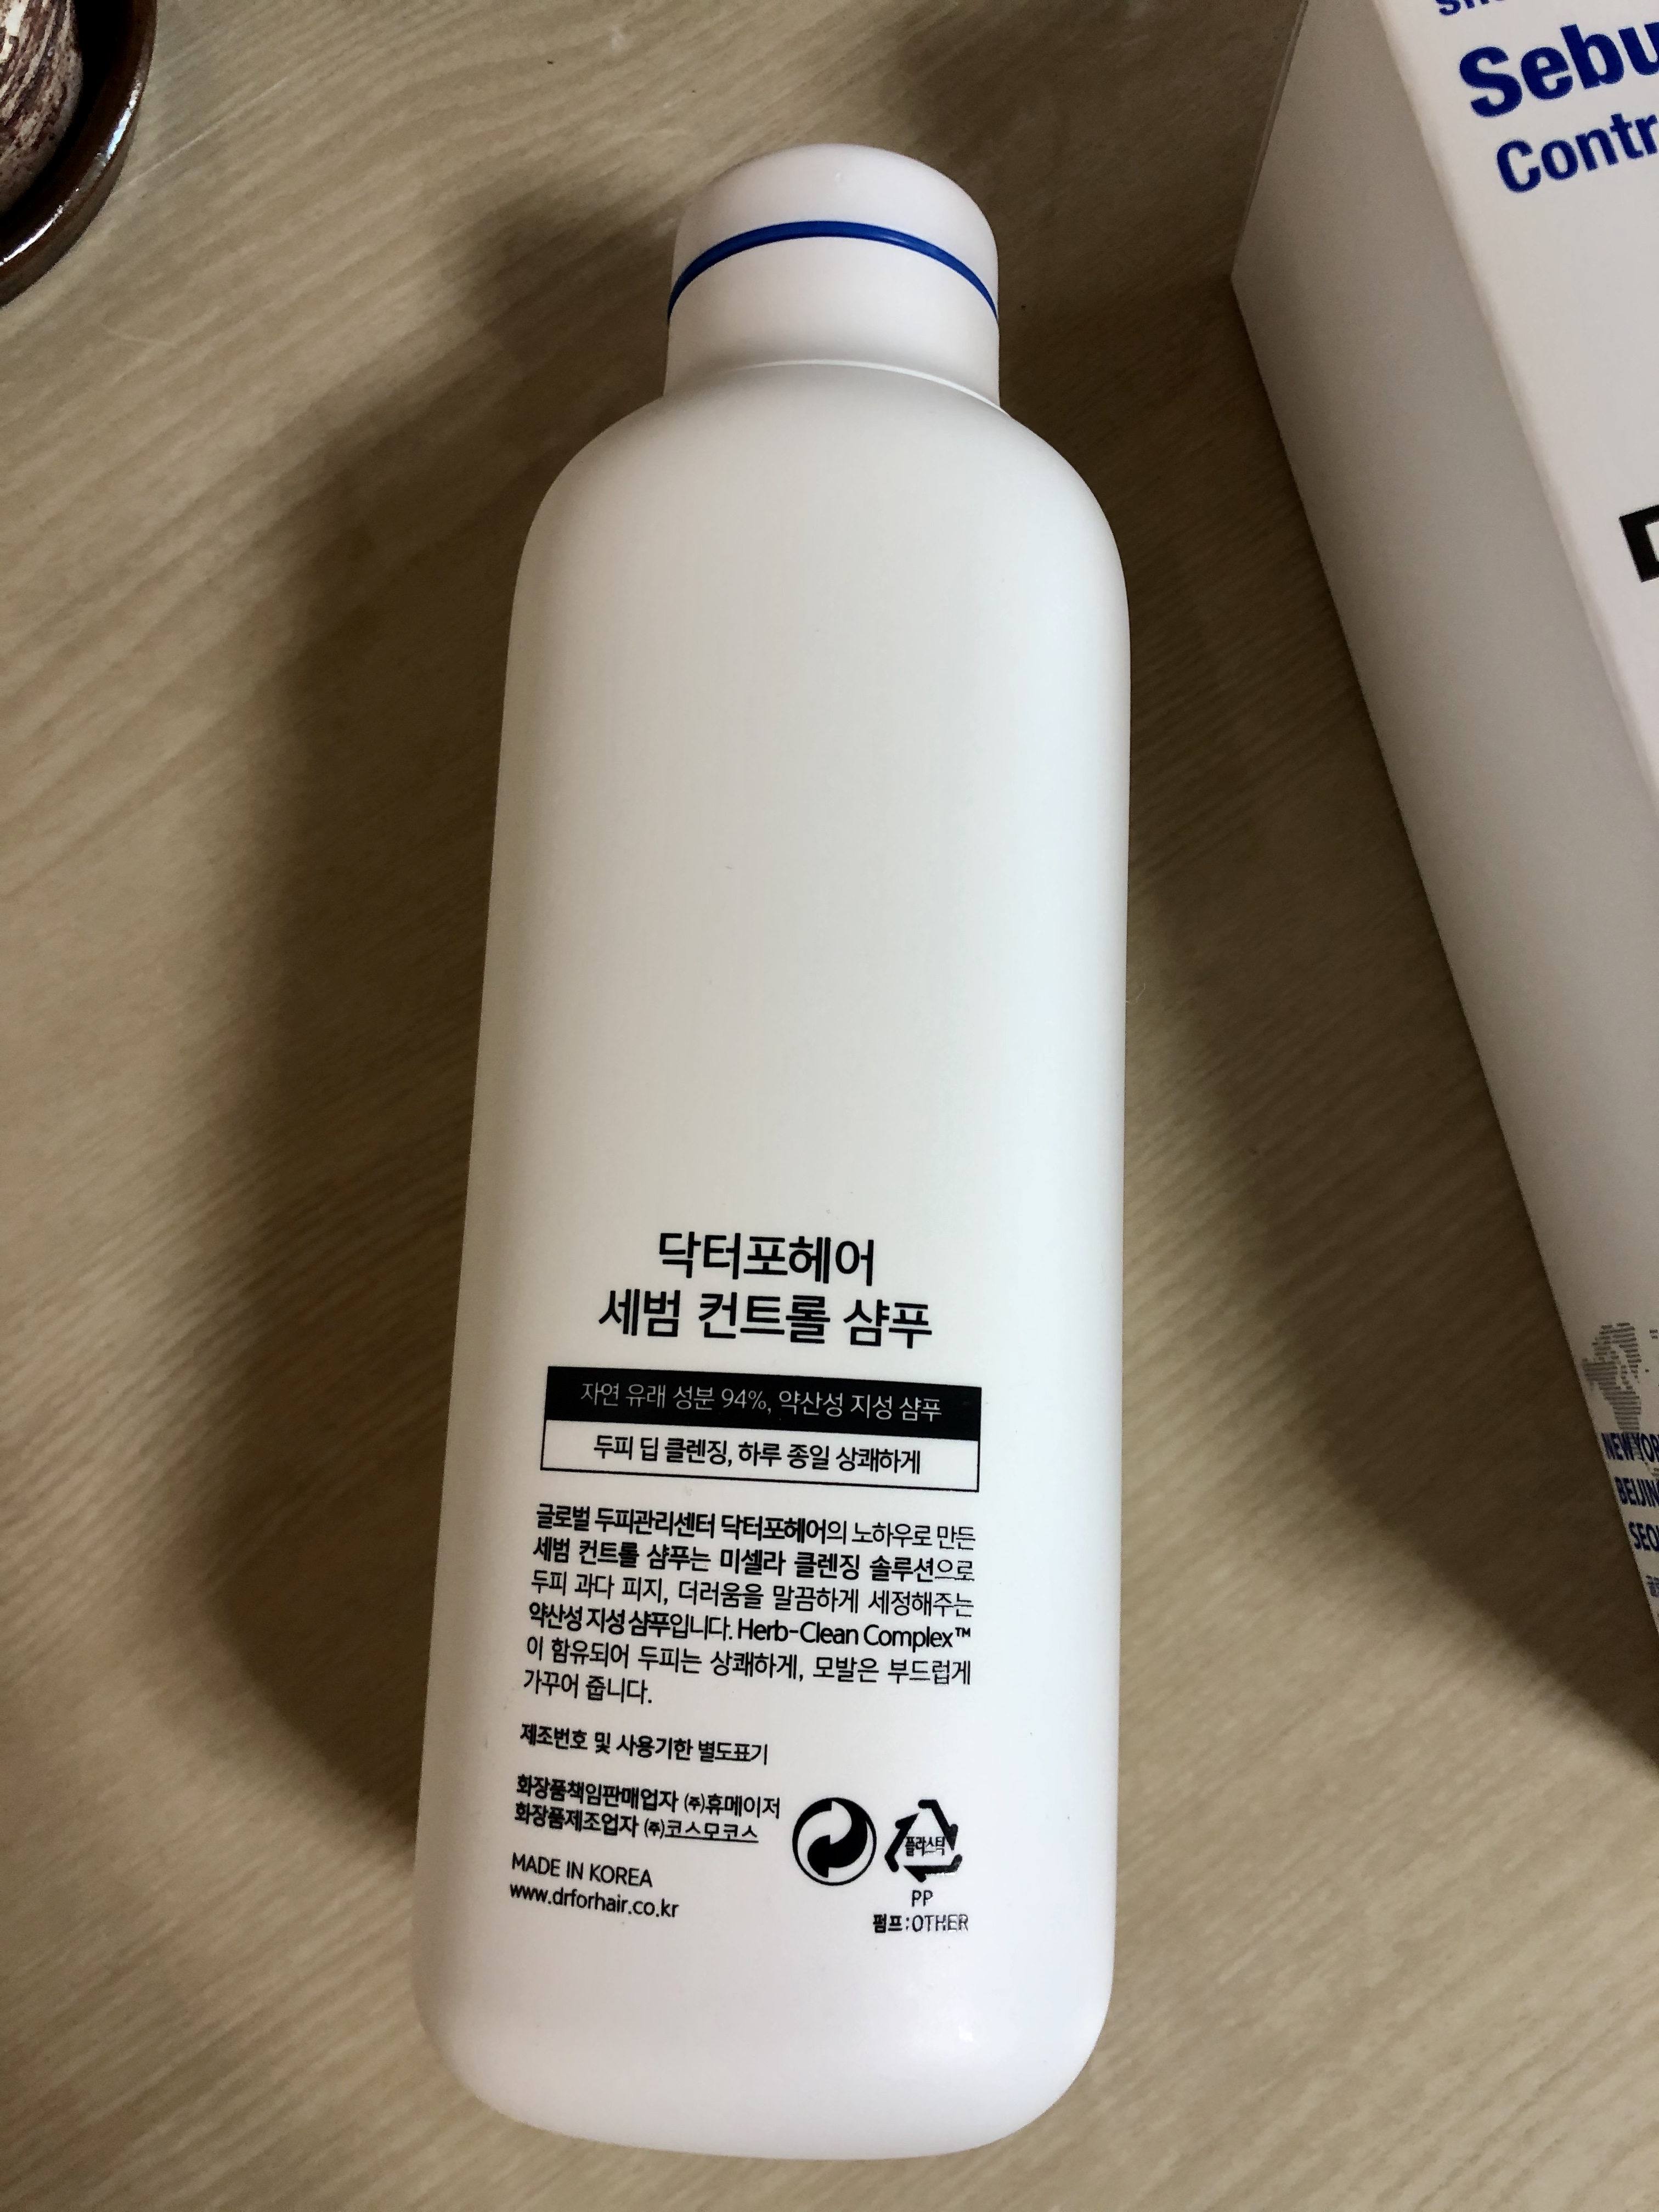 Sebu
Contr
닥터포헤어
세범 컨트롤 샴푸
자연 유래 성분 94%, 약산성 지성 샴푸
두피 딥 클렌징, 하루 종일 상쾌하게
글로벌 두피관리센터 닥터포헤어의 노하우로 만든
세범 컨트롤 샴푸는 미셀라 클렌징 솔루션으로
두피 과다 피지, 더러움을 말끔하게 세정해주는
약산성 지성 샴푸입니다. Herb-Clean Complex™
이 함유되어 두피는 상쾌하게, 모발은 부드럽게
가꾸어 줍니다.
제조번호 및 사용기한 별도표기
화장품책임판매업자 ㈜휴메이저
화장품제조업자 ㈜코스모코스
MADE IN KOREA
www.drforhair.co.kr
플라스틱
PP
펌프:OTHER
NEW YOR
BEIJIN
SEO